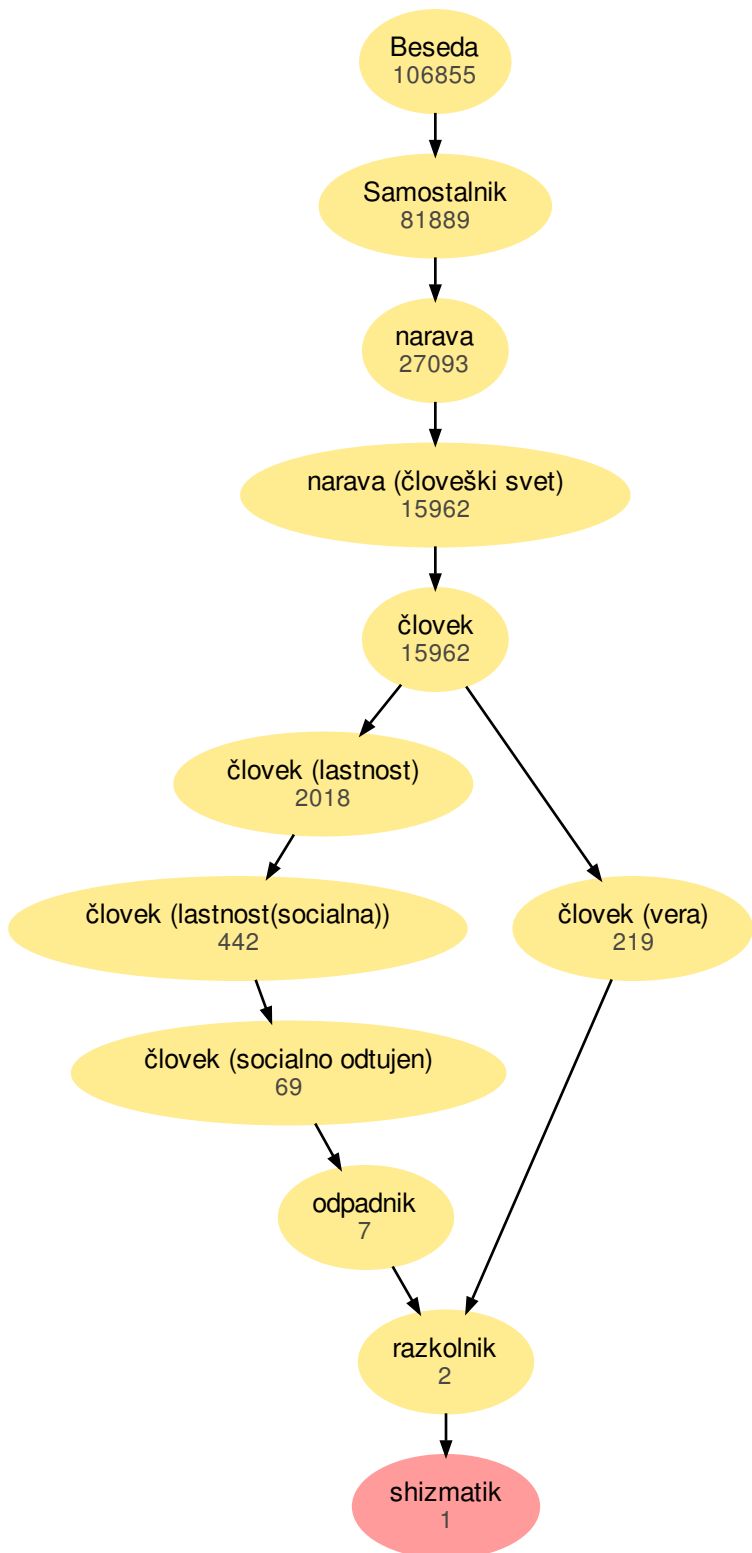 Beseda
106855
Samostalnik
81889
narava
27093
narava (človeški svet)
15962
človek
15962
človek (lastnost)
2018
človek (lastnost(socialna))
442
človek (vera)
219
človek (socialno odtujen)
69
odpadnik
7
razkolnik
2
shizmatik
1